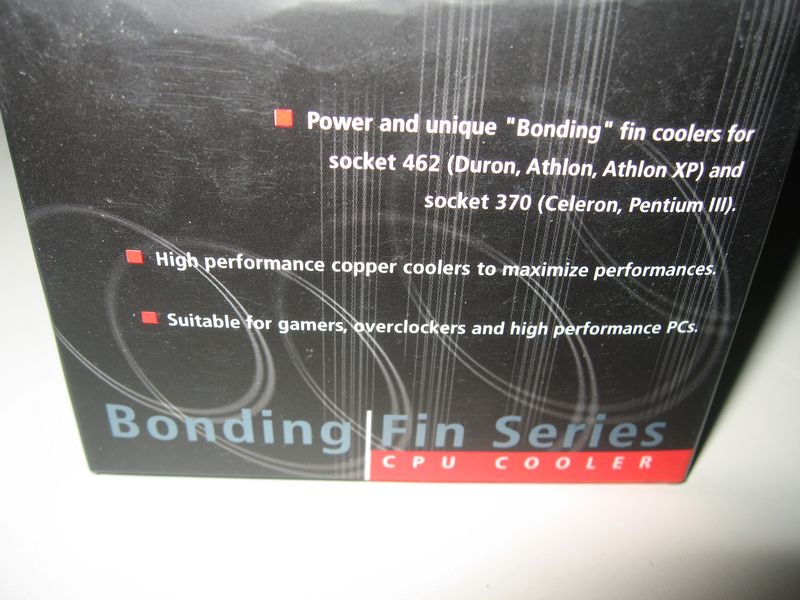 Power and unique "Bonding" fin coolers for
socket 462 (Duron, Athlon, Athlon XP) and
socket 370 (Celeron, Pentium III).
High performance copper coolers to maximize performances.
Suitable for gamers, overclockers and high performance PCs.
Bonding Fin Series
CPU COOLER